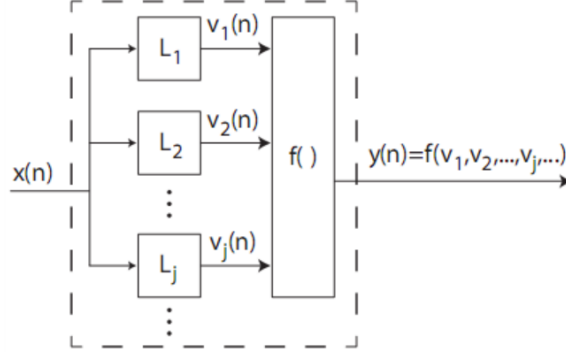 v₁(n)
L₁
v₂(n)
L₂
x(n)
f( )
y(n)=f(v₁,v₂,...,vⱼ,...)
vⱼ(n)
Lⱼ